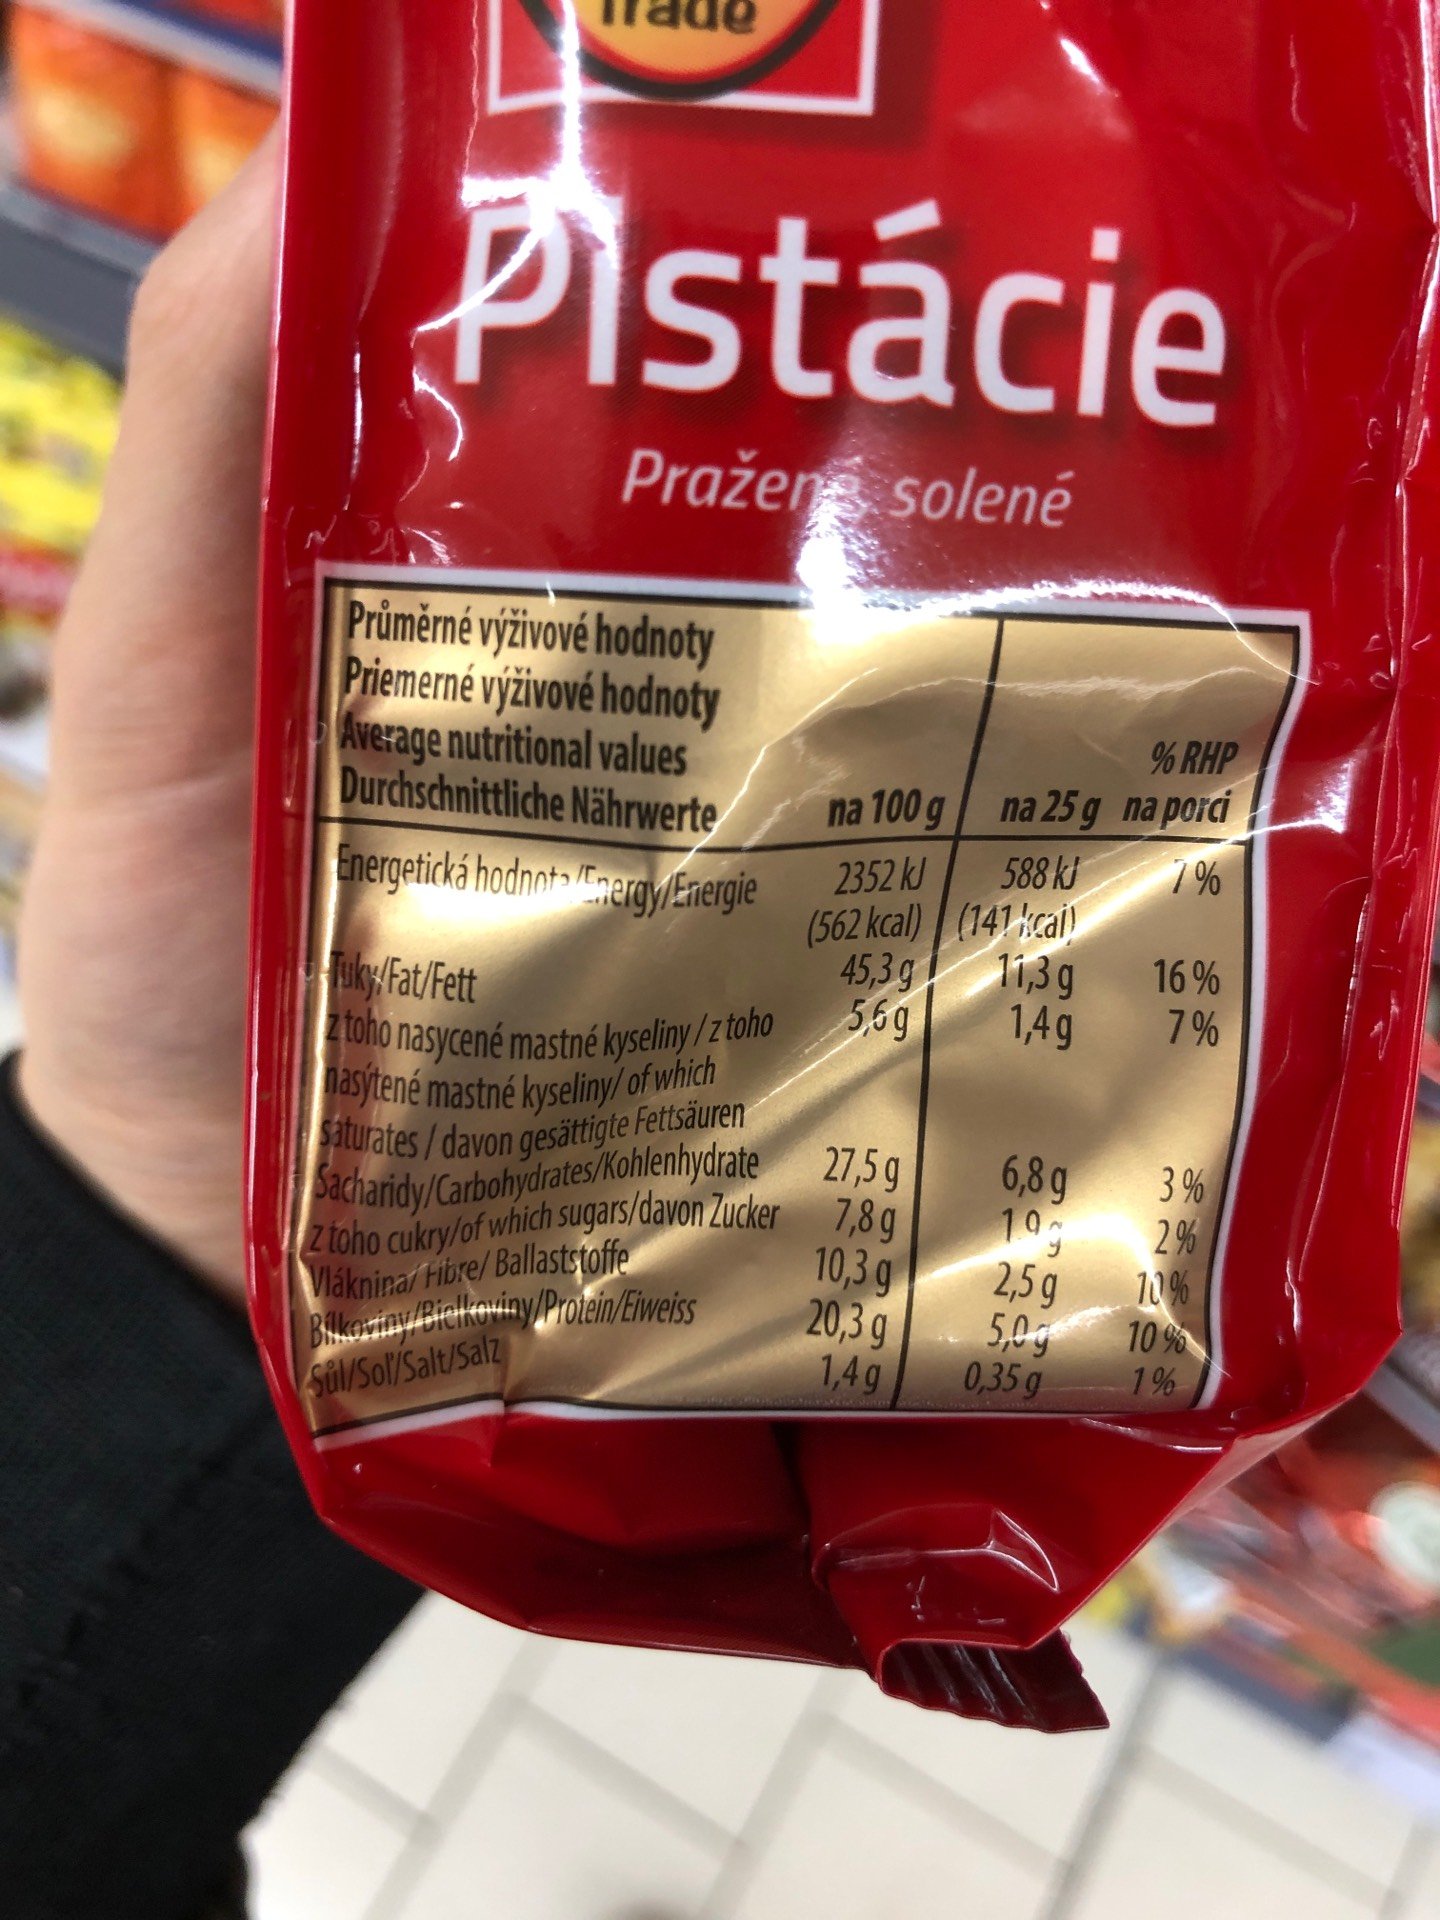 Trade
Pistácie
Pražené, solené
Průměrné výživové hodnoty
Priemerné výživové hodnoty
Average nutritional values
Durchschnittliche Nährwerte na 100 g na 25 g % RHP na porci
Energetická hodnota/Energy/Energie 2352 kJ 588 kJ 7 %
(562 kcal) (141 kcal)
Tuky/Fat/Fett 45,3 g 11,3 g 16 %
z toho nasycené mastné kyseliny / z toho 5,6 g 1,4 g 7 %
nasýtené mastné kyseliny/ of which
saturates / davon gesättigte Fettsäuren
Sacharidy/Carbohydrates/Kohlenhydrate 27,5 g 6,8 g 3 %
z toho cukry/of which sugars/davon Zucker 7,8 g 1,9 g 2 %
Vláknina/ Fibre/ Ballaststoffe 10,3 g 2,5 g 10 %
Bílkoviny/Bielkoviny/Protein/Eiweiss 20,3 g 5,0 g 10 %
Sůl/Soľ/Salt/Salz 1,4 g 0,35 g 1 %